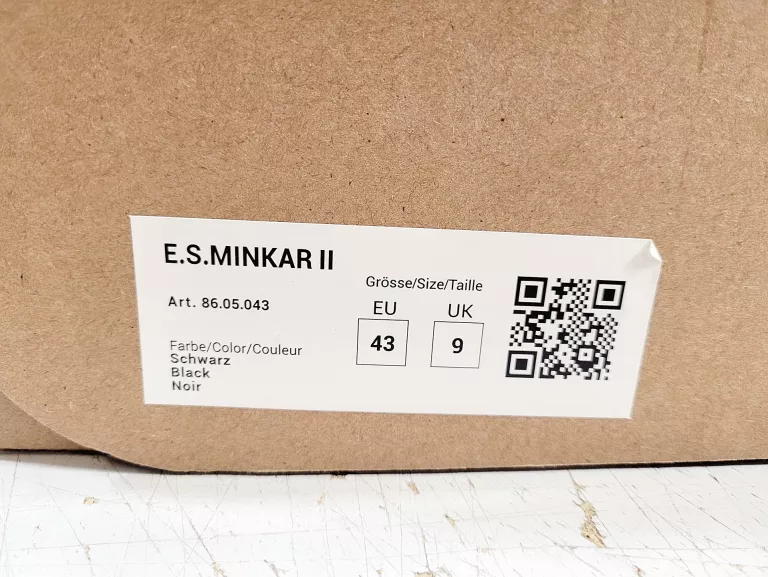 E.S.MINKAR II
Art. 86.05.043
Farbe/Color/Couleur
Schwarz
Black
Noir
Grösse/Size/Taille
EU UK
43 9